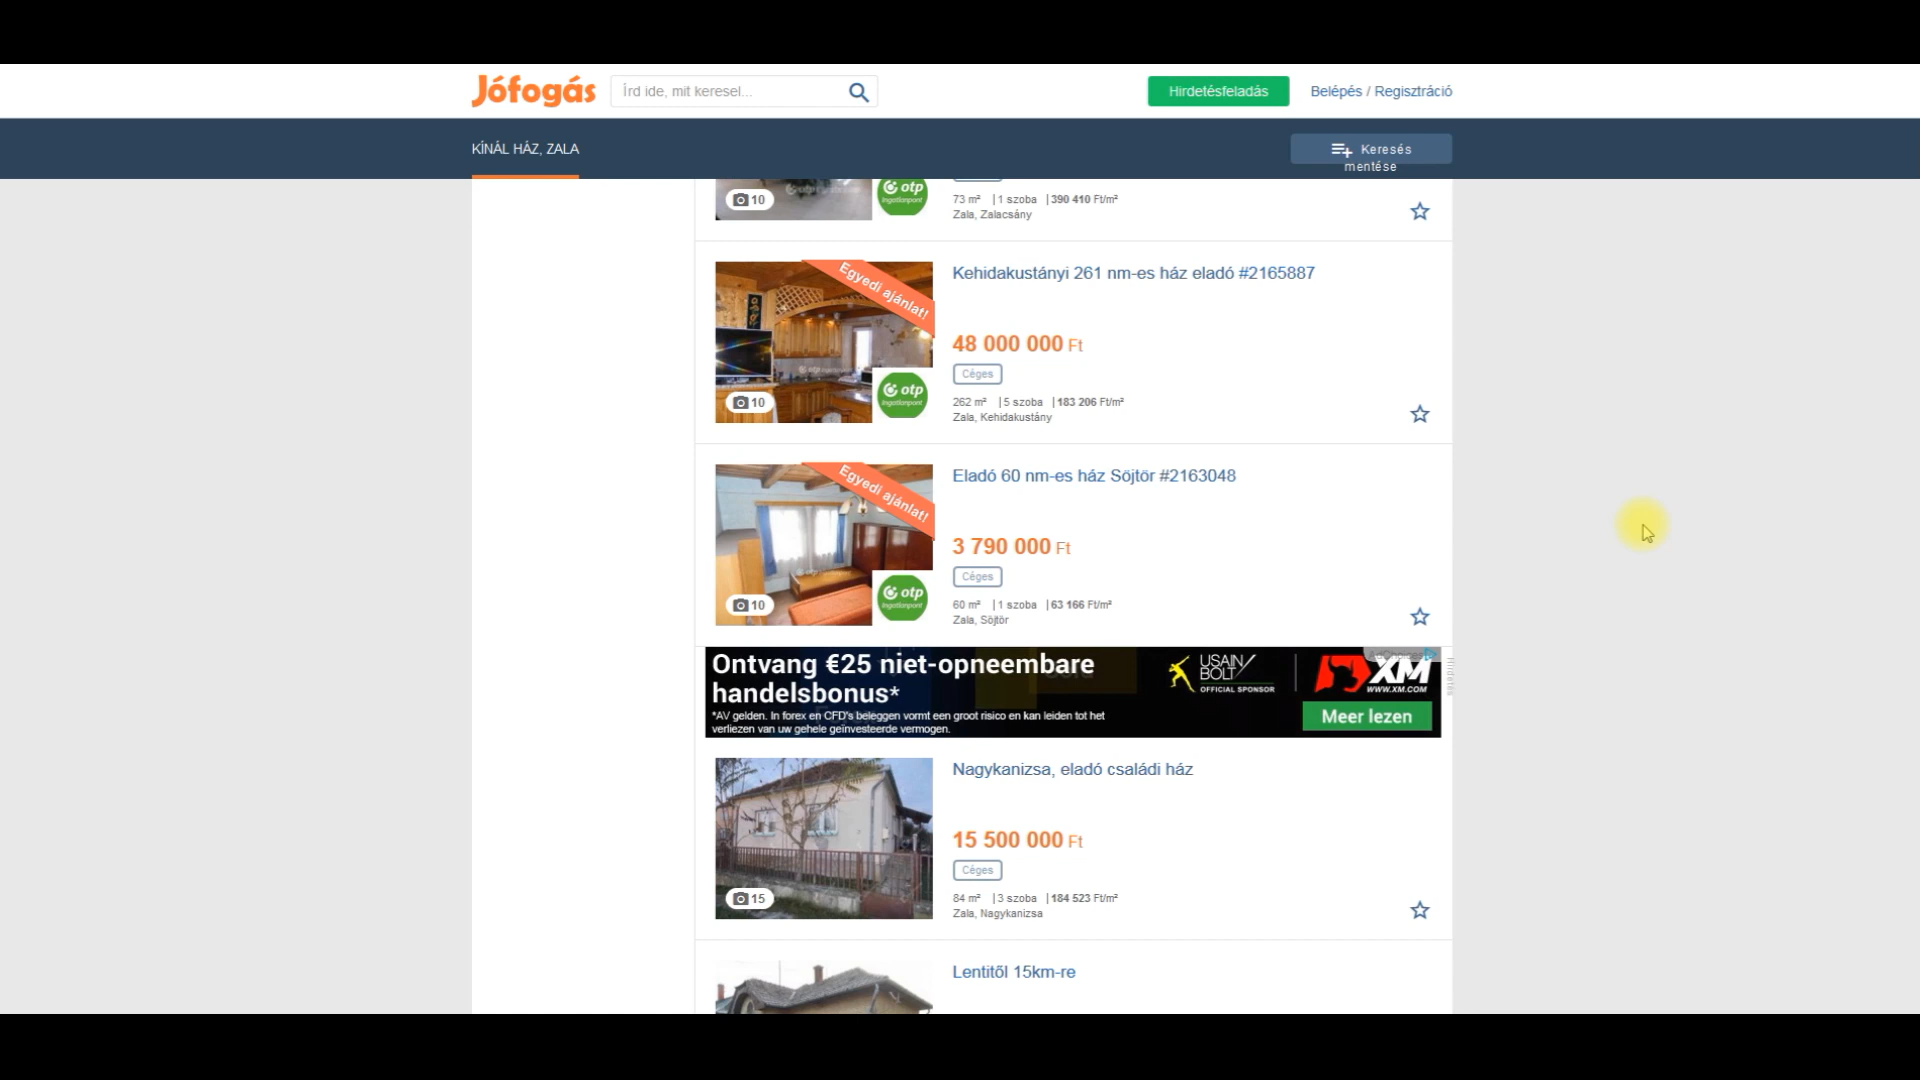 Jófogás
Írd ide, mit keresel...
Hirdetésfeladás
Belépés / Regisztráció
KÍNÁL HÁZ, ZALA
Keresés
mentése
10
otp
Ingatlanpont
73 m² | 1 szoba | 390 410 Ft/m²
Zala, Zalacsány
Egyedi ajánlat!
10
otp
Ingatlanpont
Kehidakustányi 261 nm-es ház eladó #2165887
48 000 000 Ft
Céges
262 m² | 5 szoba | 183 206 Ft/m²
Zala, Kehidakustány
Egyedi ajánlat!
10
otp
Ingatlanpont
Eladó 60 nm-es ház Söjtör #2163048
3 790 000 Ft
Céges
60 m² | 1 szoba | 63 166 Ft/m²
Zala, Söjtör
Ontvang €25 niet-opneembare
handelsbonus*
*AV gelden. In forex en CFD's beleggen vormt een groot risico en kan leiden tot het
verliezen van uw gehele geïnvesteerde vermogen.
USAIN
BOLT
OFFICIAL SPONSOR
AdChoices
XM
WWW.XM.COM
Meer lezen
Hirdetés
15
Nagykanizsa, eladó családi ház
15 500 000 Ft
Céges
84 m² | 3 szoba | 184 523 Ft/m²
Zala, Nagykanizsa
Lentitől 15km-re